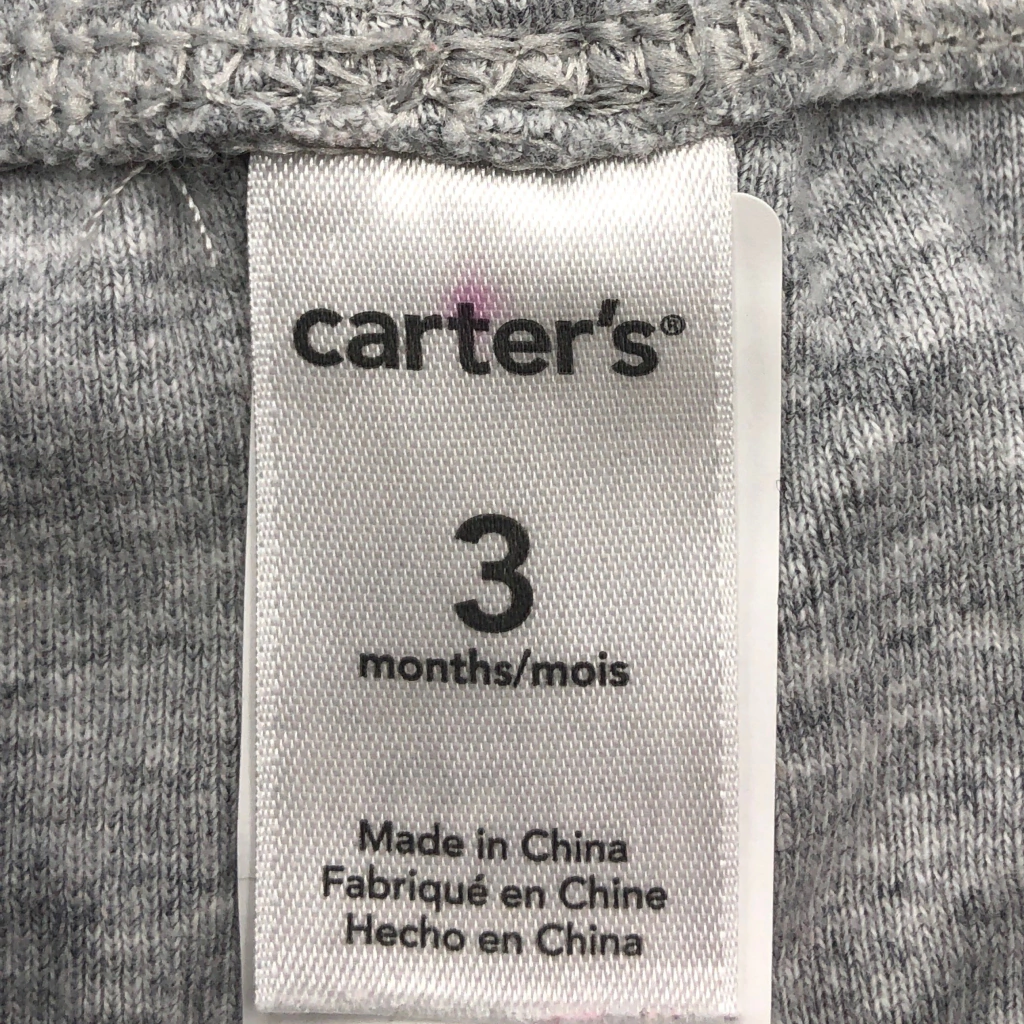 carter's®
3
months/mois
Made in China
Fabriqué en Chine
Hecho en China